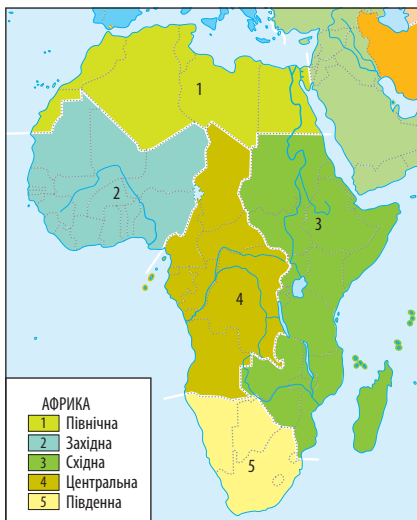 1
2
3
4
5
АФРИКА
1 Північна
2 Західна
3 Східна
4 Центральна
5 Південна